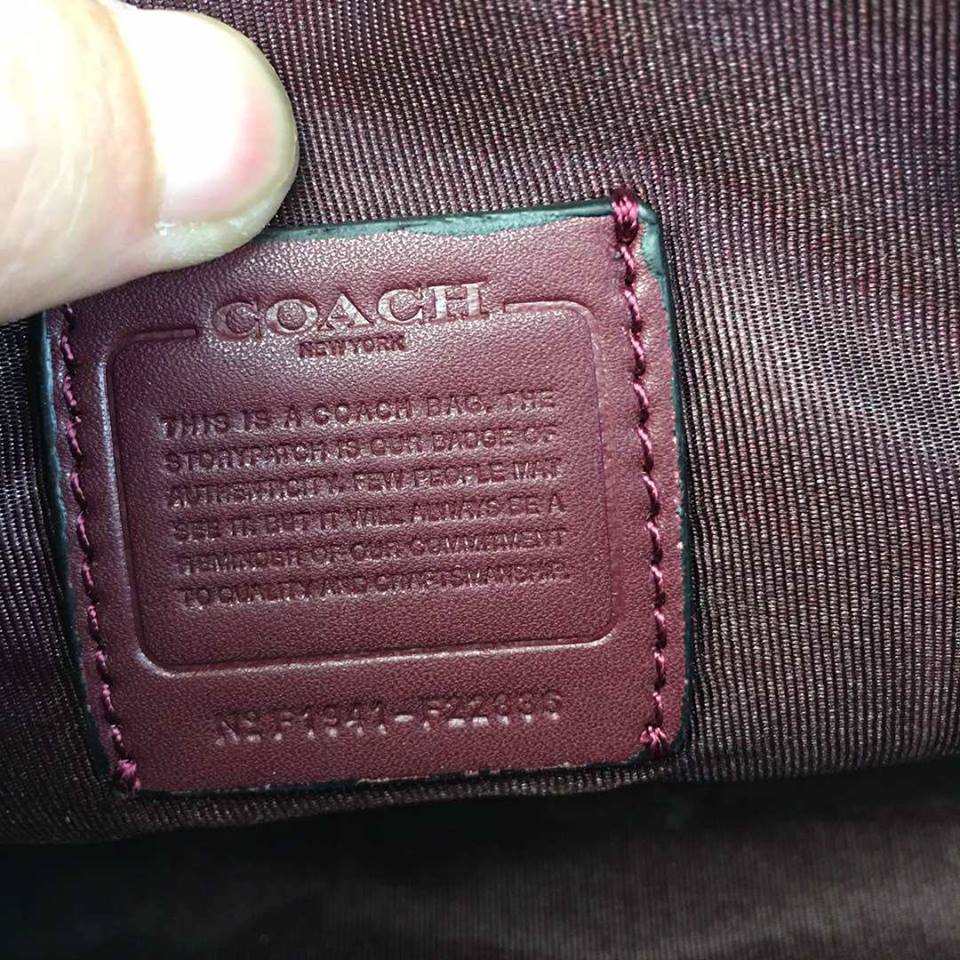 COACH
NEW YORK
THIS IS A COACH BAG. THE
STORYPATCH IS OUR BADGE OF
AUTHENTICITY. FEW PEOPLE MAY
SEE IT, BUT IT WILL ALWAYS BE A
REMINDER OF OUR COMMITMENT
TO QUALITY AND CRAFTSMANSHIP.